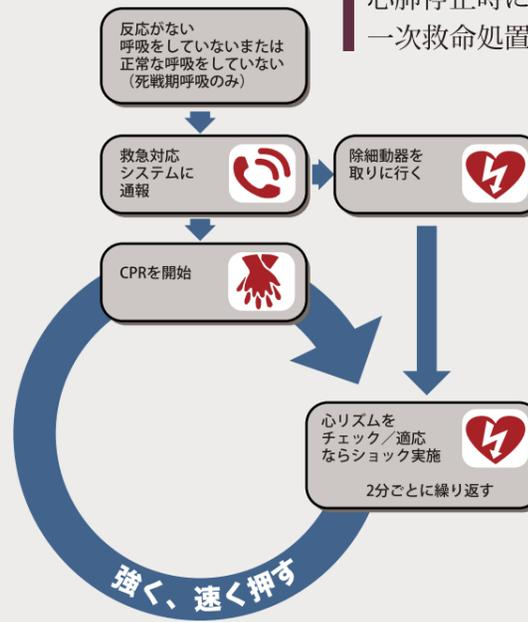 心肺停止時に
一次救命処置
反応がない
呼吸をしていないまたは
正常な呼吸をしていない
（死戦期呼吸のみ）
救急対応
システムに
通報
除細動器を
取りに行く
CPRを開始
心リズムを
チェック／適応
ならショック実施
2分ごとに繰り返す
強く、速く押す